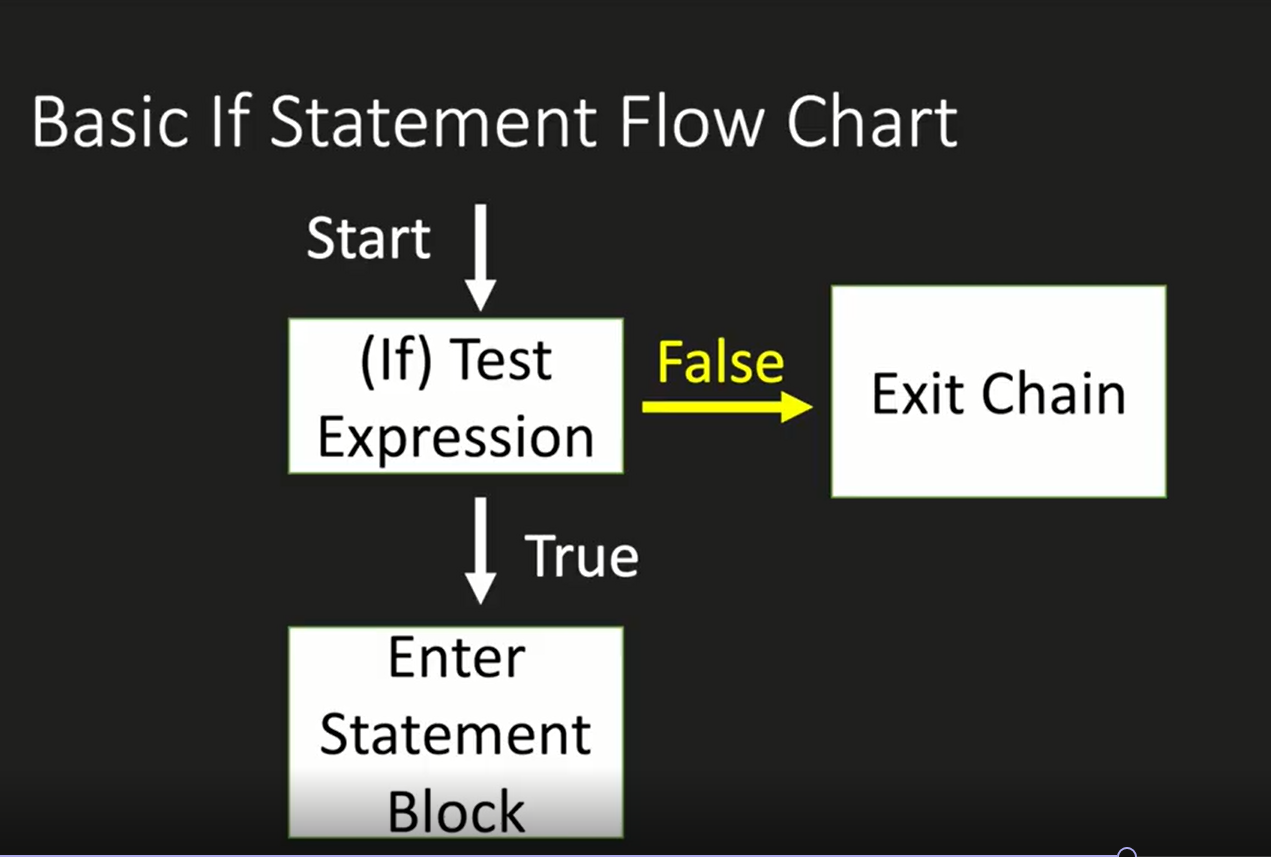 Basic If Statement Flow Chart
Start
(If) Test
Expression
False
Exit Chain
True
Enter
Statement
Block